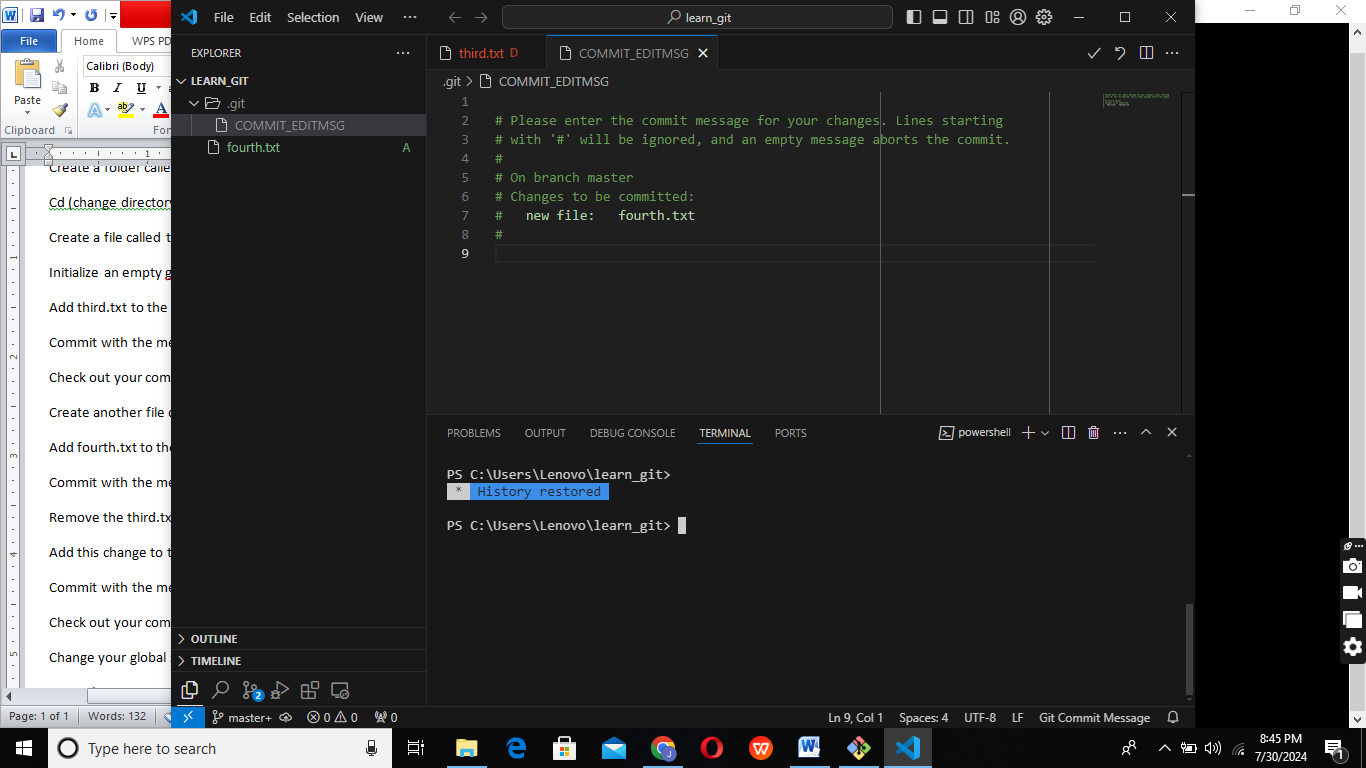 File Edit Selection View ··· learn_git
File Home WPS PD
Calibri (Body)
Paste
B I U
Clipboard Fon
L 1
Create a folder calle
Cd (change directory
Create a file called t
Initialize an empty g
Add third.txt to the
Commit with the me
Check out your com
Create another file c
Add fourth.txt to the
Commit with the me
Remove the third.tx
Add this change to t
Commit with the me
Check out your com
Change your global
Page: 1 of 1 Words: 132
EXPLORER ···
LEARN_GIT
.git
COMMIT_EDITMSG
fourth.txt A
OUTLINE
TIMELINE
2
third.txt D COMMIT_EDITMSG
.git > COMMIT_EDITMSG
1
2 # Please enter the commit message for your changes. Lines starting
3 # with '#' will be ignored, and an empty message aborts the commit.
4 #
5 # On branch master
6 # Changes to be committed:
7 # new file: fourth.txt
8 #
9
PROBLEMS OUTPUT DEBUG CONSOLE TERMINAL PORTS powershell
PS C:\Users\Lenovo\learn_git>
* History restored
PS C:\Users\Lenovo\learn_git>
master+ 0 0 0 Ln 9, Col 1 Spaces: 4 UTF-8 LF Git Commit Message
Type here to search
8:45 PM
7/30/2024
1